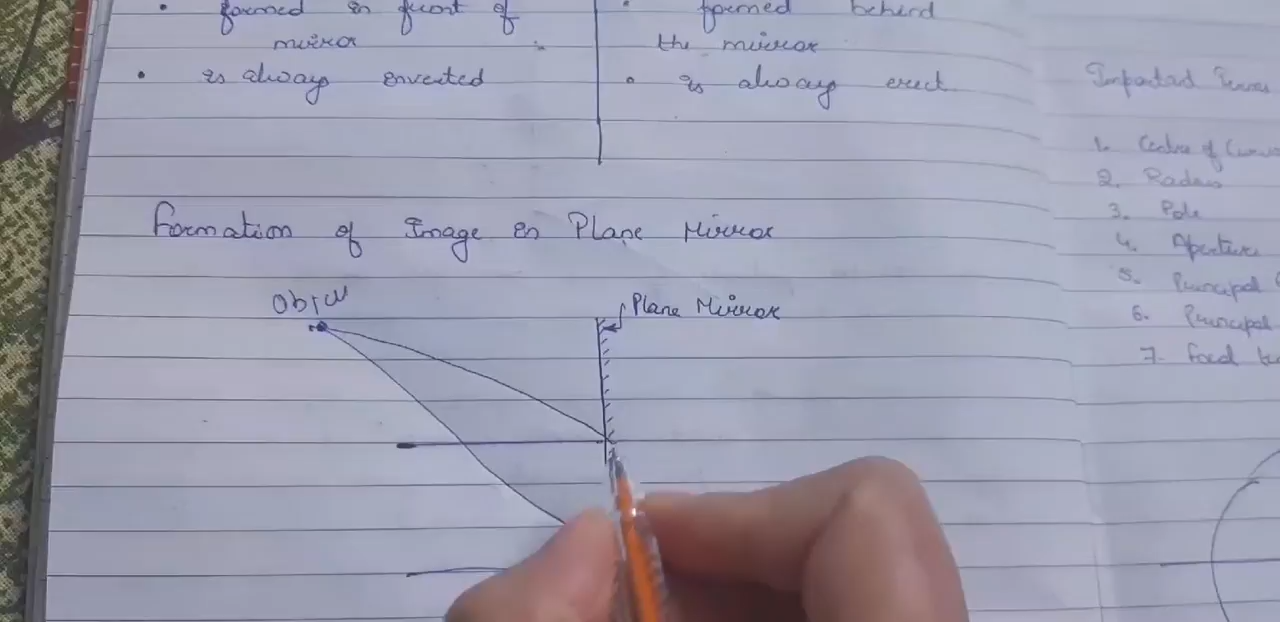 formed in front of
mirror
is always inverted
formed behind
the mirror
is always erect
Formation of Image in Plane Mirror
Plane Mirror
Important Terms
1. Centre of
2. Radius
3. Pole
4. Aperture
5. Principal
6. Principal
7. Focal